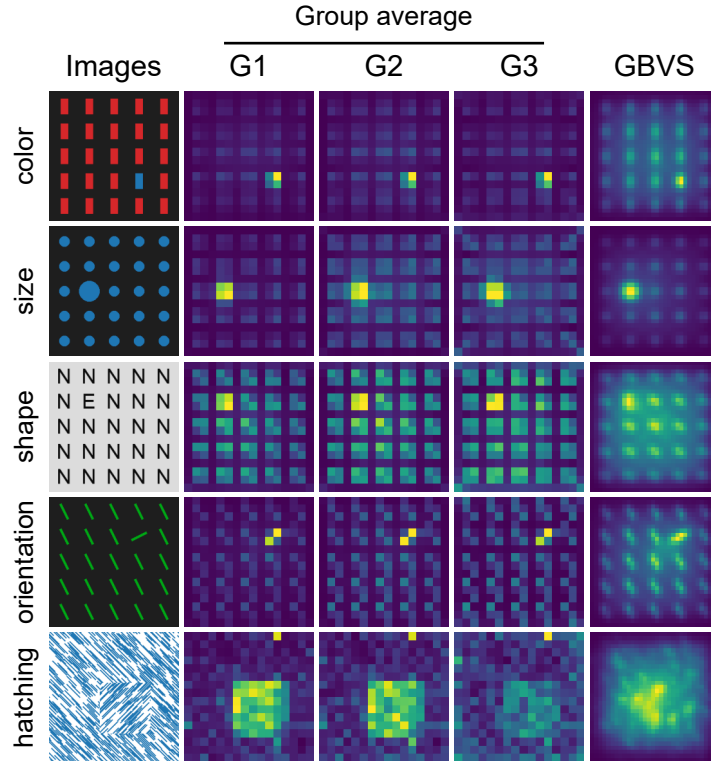 Group average
Images G1 G2 G3 GBVS
color
size
shape
N N N N N
N E N N N
N N N N N
N N N N N
N N N N N
orientation
hatching